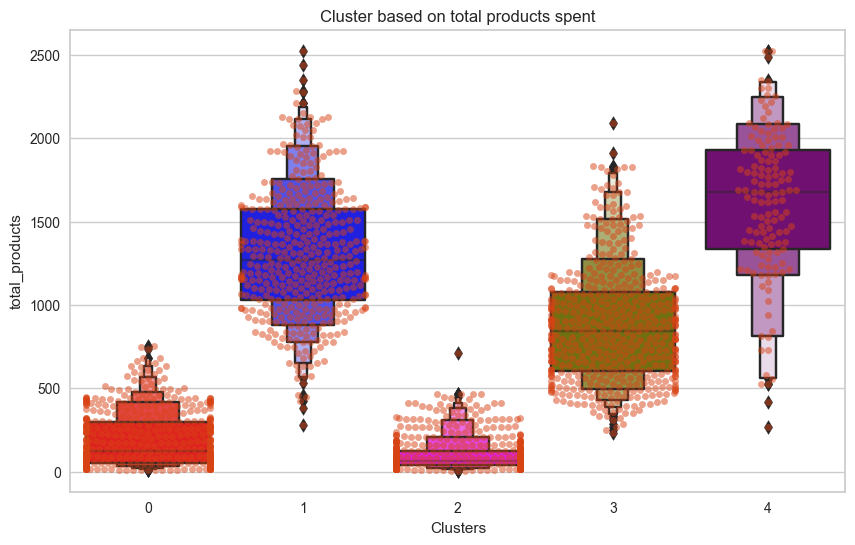 Cluster based on total products spent
2500
2000
1500
1000
500
0
total_products
0 1 2 3 4
Clusters